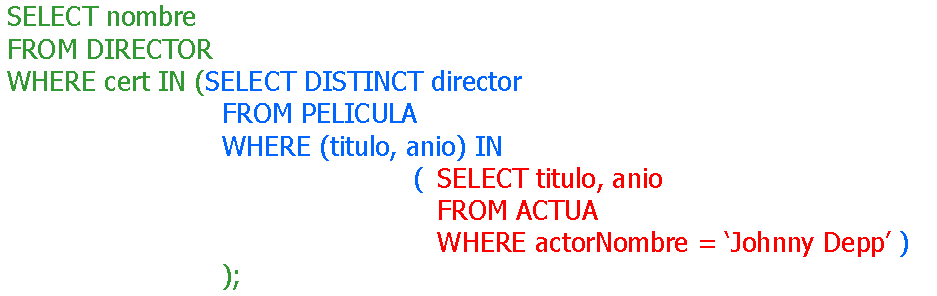 SELECT nombre
FROM DIRECTOR
WHERE cert IN (SELECT DISTINCT director
FROM PELICULA
WHERE (titulo, anio) IN
( SELECT titulo, anio
FROM ACTUA
WHERE actorNombre = ‘Johnny Depp’ )
);